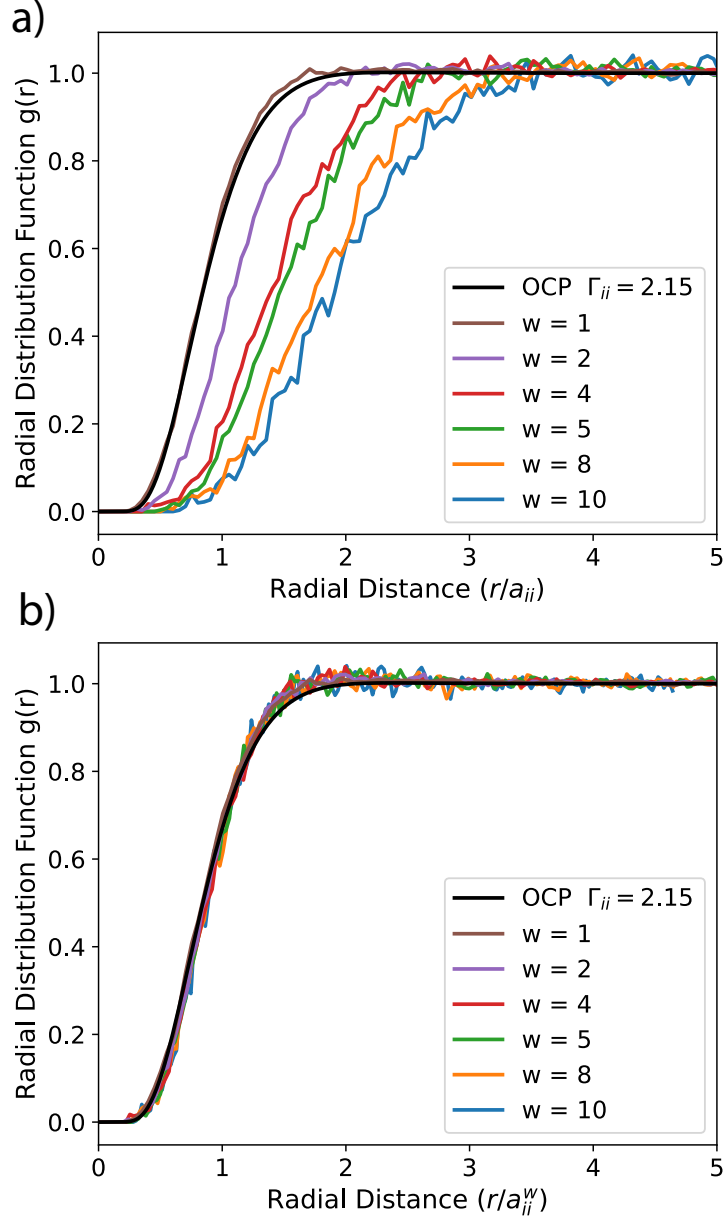 a)
1.0
0.8
0.6
0.4
0.2
0.0
Radial Distribution Function g(r)
OCP Γii = 2.15
w = 1
w = 2
w = 4
w = 5
w = 8
w = 10
0 1 2 3 4 5
Radial Distance (r/aii)
b)
1.0
0.8
0.6
0.4
0.2
0.0
Radial Distribution Function g(r)
OCP Γii = 2.15
w = 1
w = 2
w = 4
w = 5
w = 8
w = 10
0 1 2 3 4 5
Radial Distance (r/a^w_ii)